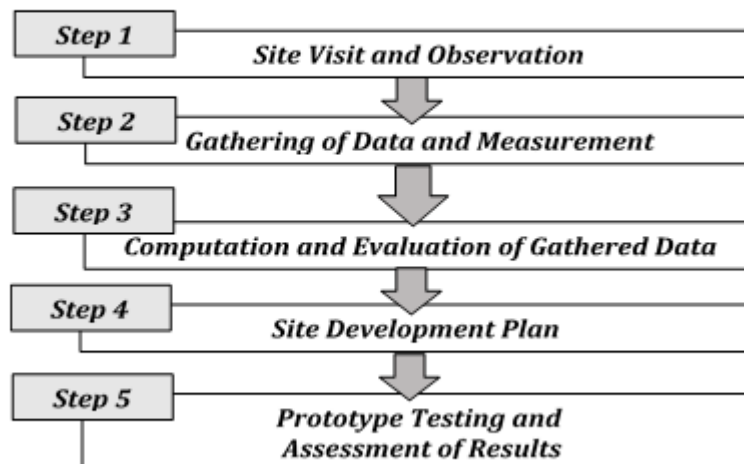 Step 1
Site Visit and Observation
Step 2
Gathering of Data and Measurement
Step 3
Computation and Evaluation of Gathered Data
Step 4
Site Development Plan
Step 5
Prototype Testing and
Assessment of Results